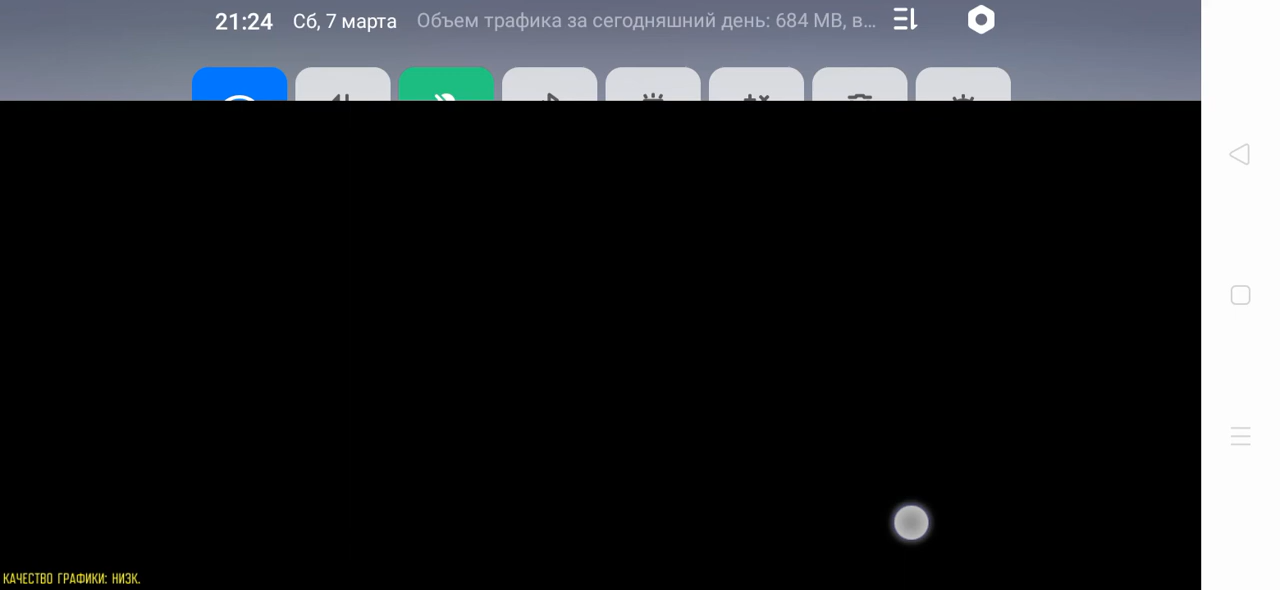 21:24 Сб, 7 марта Объем трафика за сегодняшний день: 684 MB, в...
КАЧЕСТВО ГРАФИКИ: НИЗК.